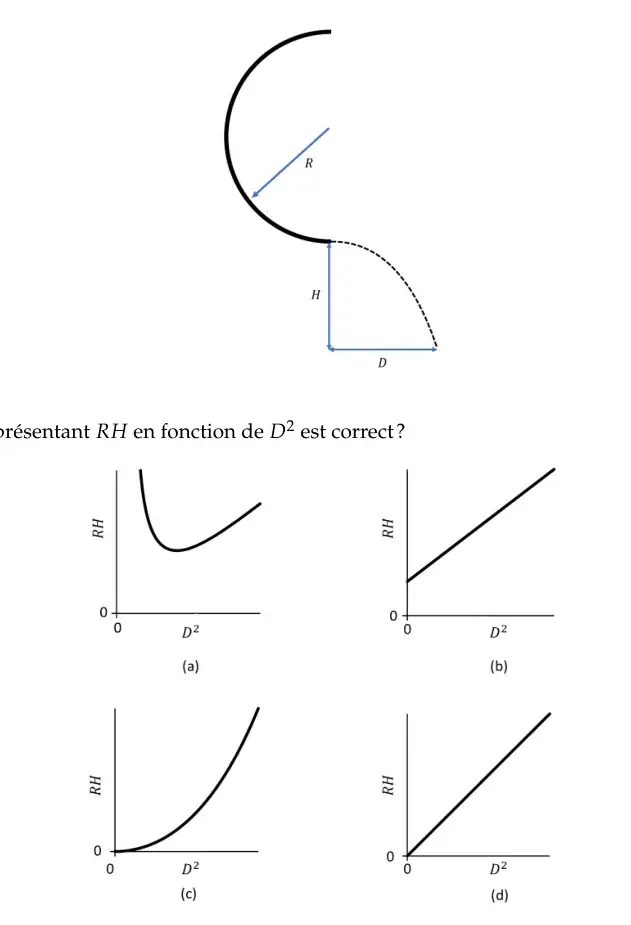 R
H
D
présentant RH en fonction de D² est correct ?
RH
0
0
D²
(a)
RH
0
0
D²
(b)
RH
0
0
D²
(c)
RH
0
0
D²
(d)